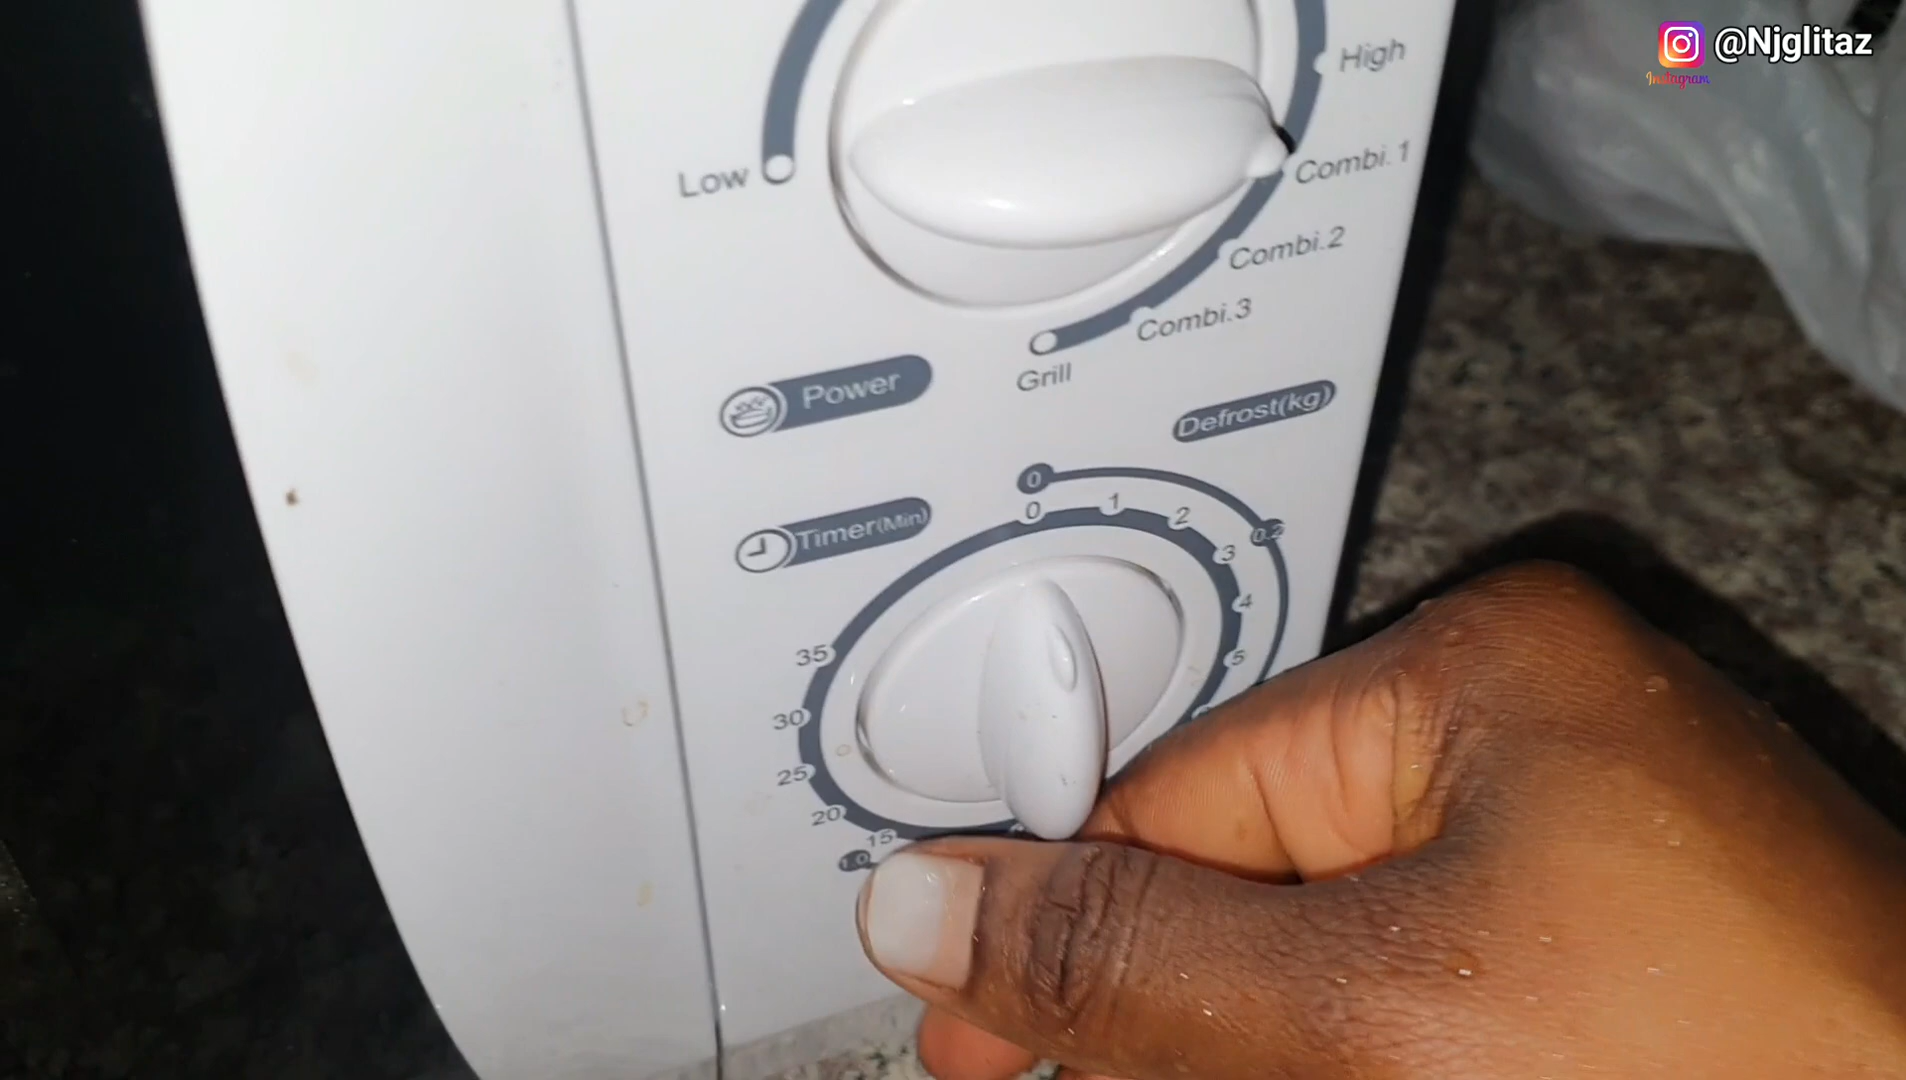 @Njglitaz
Instagram
High
Low
Combi.1
Combi.2
Combi.3
Grill
Power
Defrost(kg)
0
Timer(Min)
0
1
2
0.2
3
4
5
35
30
25
20
15
1.0